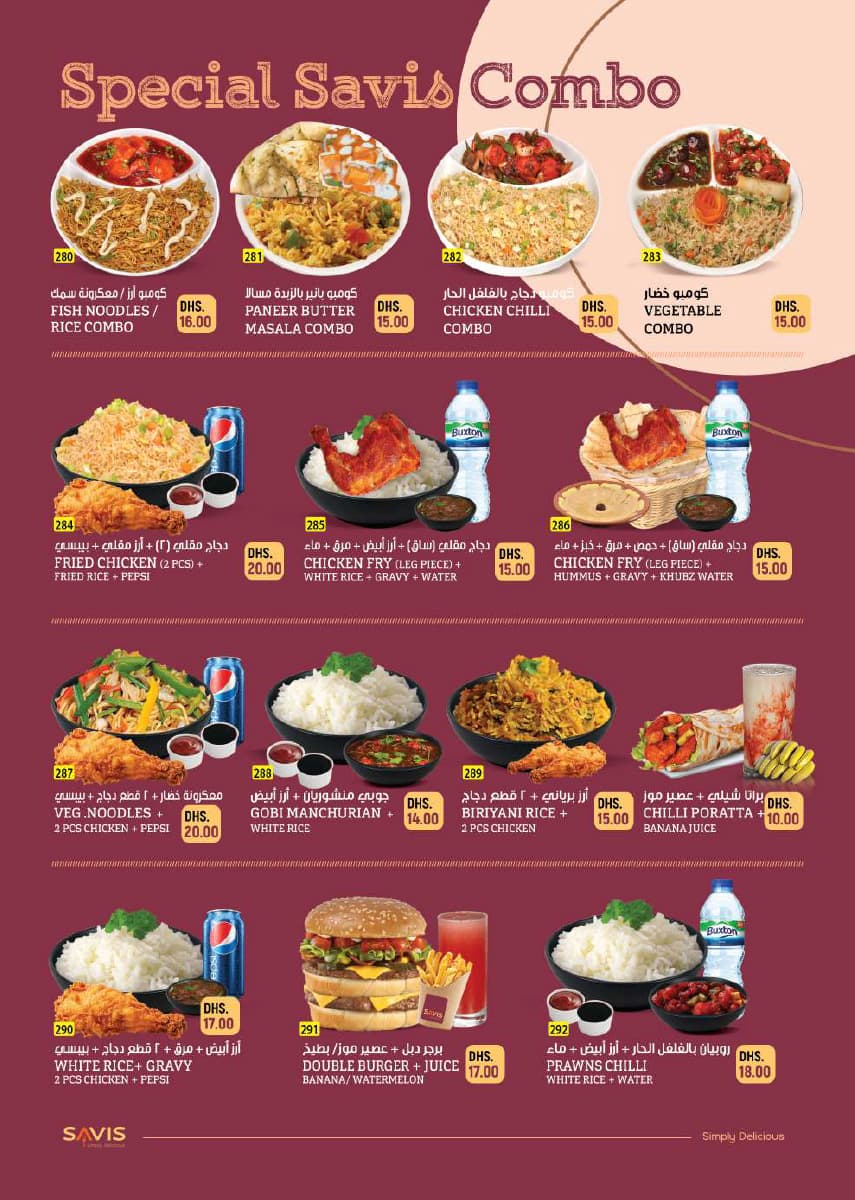 Special Savis Combo
280
كومبو أرز / معكرونة سمك
FISH NOODLES /
RICE COMBO
DHS.
16.00
281
كومبو بانير بالزبدة مسالا
PANEER BUTTER
MASALA COMBO
DHS.
15.00
282
كومبو دجاج بالفلفل الحار
CHICKEN CHILLI
COMBO
DHS.
15.00
283
كومبو خضار
VEGETABLE
COMBO
DHS.
15.00
284
دجاج مقلي (٢) + أرز مقلي + بيبسي
FRIED CHICKEN (2 PCS) +
FRIED RICE + PEPSI
DHS.
20.00
Buxton
285
دجاج مقلي (ساق) + أرز أبيض + مرق + ماء
CHICKEN FRY (LEG PIECE) +
WHITE RICE + GRAVY + WATER
DHS.
15.00
Buxton
286
دجاج مقلي (ساق) + حمص + مرق + خبز + ماء
CHICKEN FRY (LEG PIECE) +
HUMMUS + GRAVY + KHUBZ WATER
DHS.
15.00
287
معكرونة خضار + ٢ قطع دجاج + بيبسي
VEG.NOODLES +
2 PCS CHICKEN + PEPSI
DHS.
20.00
288
جوبي منشوريان + أرز أبيض
GOBI MANCHURIAN +
WHITE RICE
DHS.
14.00
289
أرز برياني + ٢ قطع دجاج
BIRIYANI RICE +
2 PCS CHICKEN
DHS.
15.00
براتا شيلي + عصير موز
CHILLI PORATTA +
BANANA JUICE
DHS.
10.00
pepsi
290
أرز أبيض + مرق + ٢ قطع دجاج + بيبسي
WHITE RICE+ GRAVY
2 PCS CHICKEN + PEPSI
DHS.
17.00
SAVIS
291
برجر دبل + عصير موز/ بطيخ
DOUBLE BURGER + JUICE
BANANA/ WATERMELON
DHS.
17.00
Buxton
292
روبيان بالفلفل الحار + أرز أبيض + ماء
PRAWNS CHILLI
WHITE RICE + WATER
DHS.
18.00
SAVIS
Simply Delicious
Simply Delicious